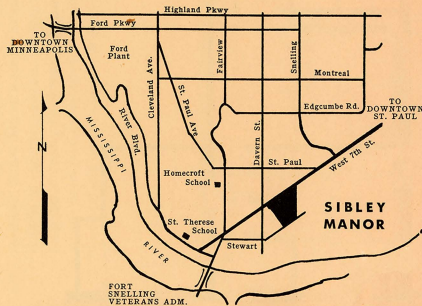 Highland Pkwy
Ford Pkwy
TO
DOWNTOWN
MINNEAPOLIS
Ford
Plant
Cleveland Ave.
Fairview
Snelling
Montreal
St. Paul Ave.
Edgcumbe Rd.
TO
DOWNTOWN
ST. PAUL
River Blvd.
MISSISSIPPI
Davern St.
N
St. Paul
West 7th St.
Homecroft
School
SIBLEY
MANOR
St. Therese
School
Stewart
RIVER
FORT
SNELLING
VETERANS ADM.